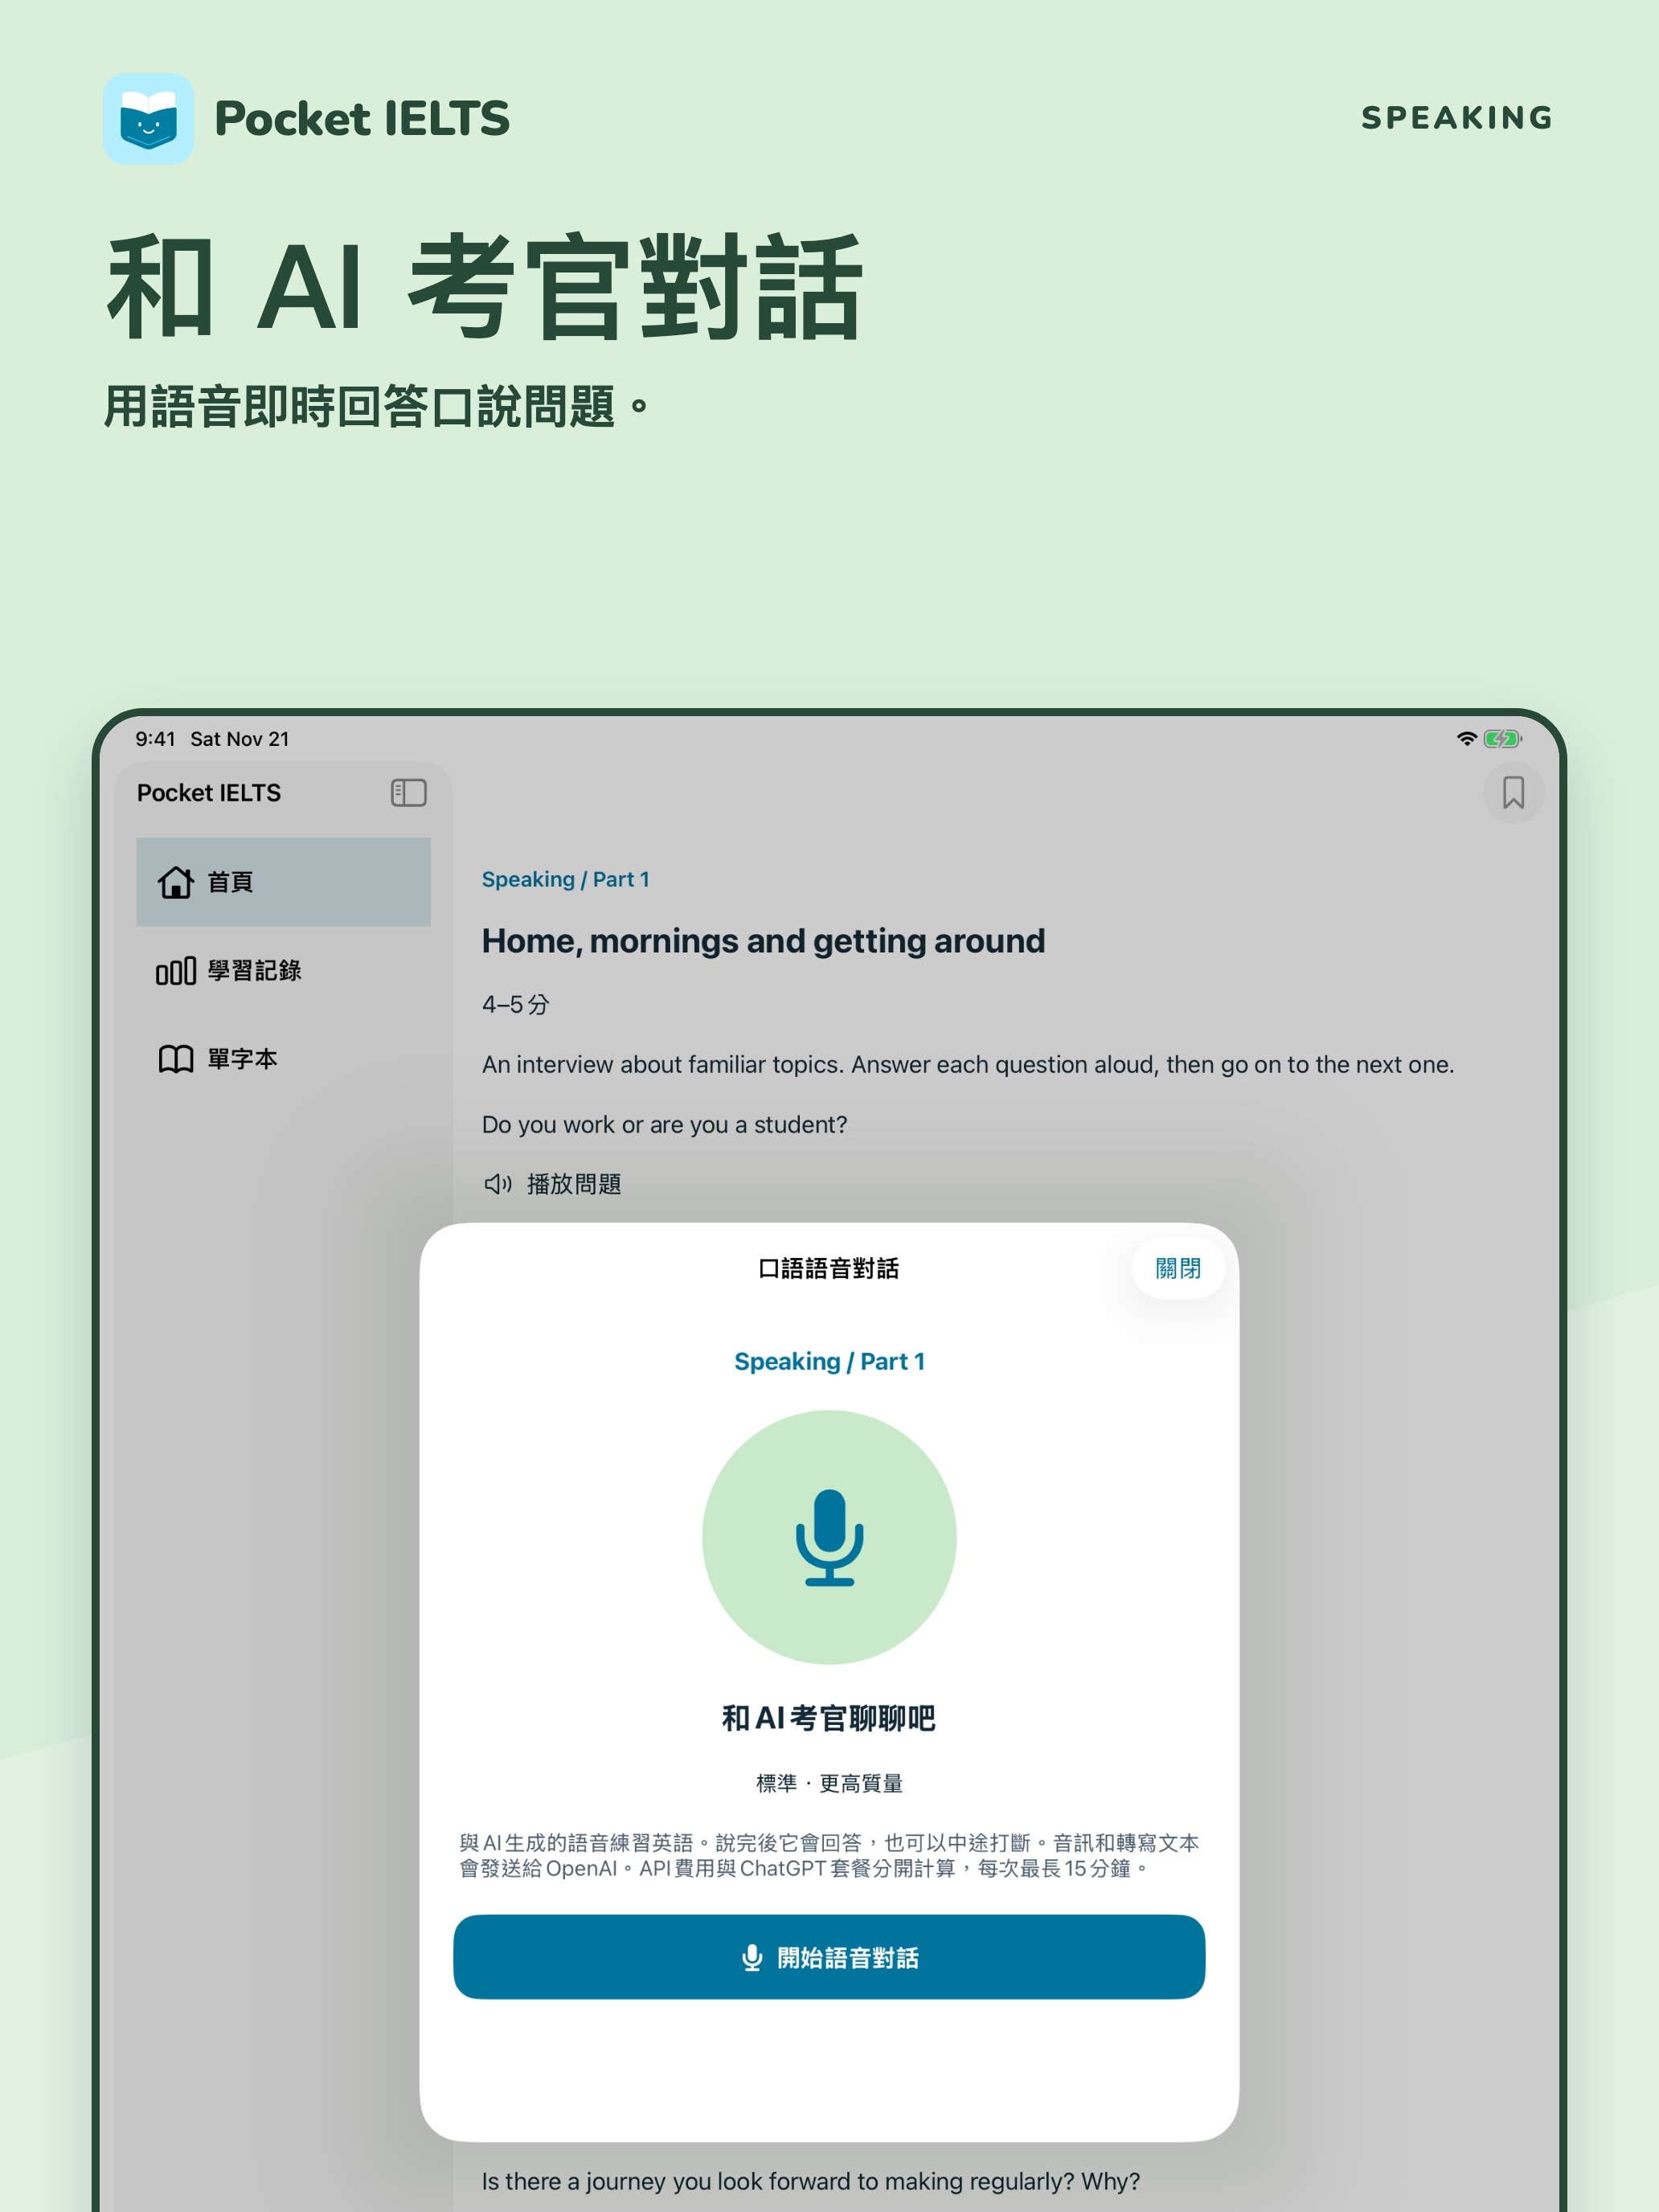 Pocket IELTS
SPEAKING
和 AI 考官對話
用語音即時回答口說問題。
9:41 Sat Nov 21
Pocket IELTS
首頁
學習記錄
單字本
Speaking / Part 1
Home, mornings and getting around
4–5 分
An interview about familiar topics. Answer each question aloud, then go on to the next one.
Do you work or are you a student?
播放問題
口語語音對話
關閉
Speaking / Part 1
和 AI 考官聊聊吧
標準 · 更高質量
與 AI 生成的語音練習英語。說完後它會回答，也可以中途打斷。音訊和轉寫文本
會發送給 OpenAI。API 費用與 ChatGPT 套餐分開計算，每次最長 15 分鐘。
開始語音對話
Is there a journey you look forward to making regularly? Why?